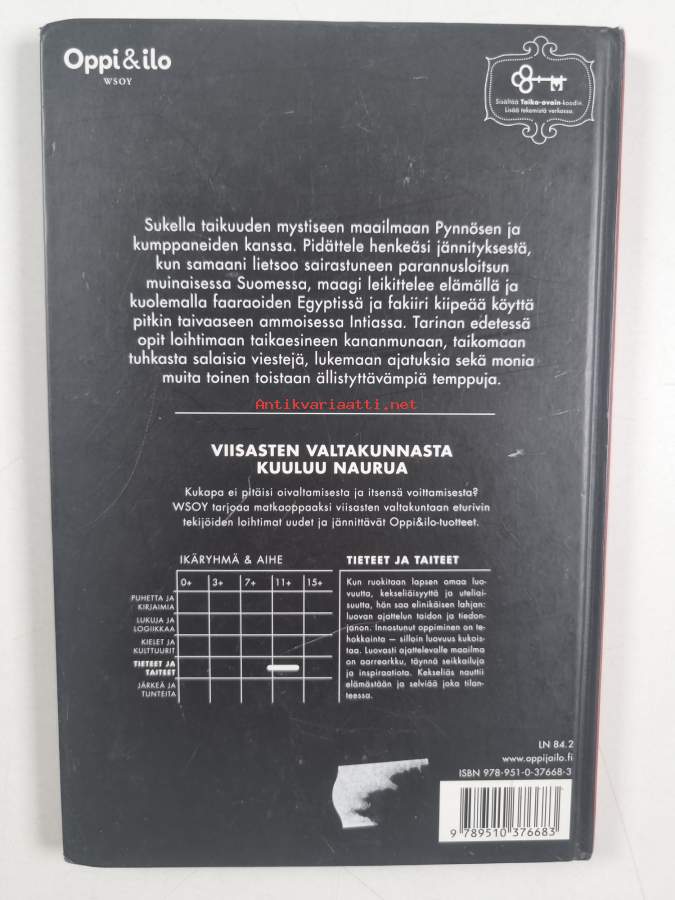 Oppi&ilo
WSOY
Sisältää Taika-avain-koodin.
Lisää tekemistä verkossa.
Sukella taikuuden mystiseen maailmaan Pynnösen ja
kumppaneiden kanssa. Pidättele henkeäsi jännityksestä,
kun samaani lietsoo sairastuneen parannusloitsun
muinaisessa Suomessa, maagi leikittelee elämällä ja
kuolemalla faaraoiden Egyptissä ja fakiiri kiipeää köyttä
pitkin taivaaseen ammoisessa Intiassa. Tarinan edetessä
opit loihtimaan taikaesineen kananmunaan, taikomaan
tuhkasta salaisia viestejä, lukemaan ajatuksia sekä monia
muita toinen toistaan ällistyttävämpiä temppuja.
Antikvariaatti.net
VIISASTEN VALTAKUNNASTA
KUULUU NAURUA
Kukapa ei pitäisi oivaltamisesta ja itsensä voittamisesta?
WSOY tarjoaa matkaoppaaksi viisasten valtakuntaan eturivin
tekijöiden loihtimat uudet ja jännittävät Oppi&ilo-tuotteet.
IKÄRYHMÄ & AIHE
0+ 3+ 7+ 11+ 15+
PUHETTA JA
KIRJAIMIA
LUKUJA JA
LOGIIKKAA
KIELET JA
KULTTUURIT
TIETEET JA
TAITEET
JÄRKEÄ JA
TUNTEITA
TIETEET JA TAITEET
Kun ruokitaan lapsen omaa luo-
vuutta, kekseliäisyyttä ja uteliai-
suutta, hän saa elinikäisen lahjan:
luovan ajattelun taidon ja tiedon-
janon. Innostunut oppiminen on te-
hokkainta – silloin luovuus kukois-
taa. Luovasti ajattelevalle maailma
on aarrearkku, täynnä seikkailuja
ja inspiraatiota. Kekseliäs nauttii
elämästään ja selviää joka tilan-
teessa.
LN 84.2
www.oppijailo.fi
ISBN 978-951-0-37668-3
9 789510 376683